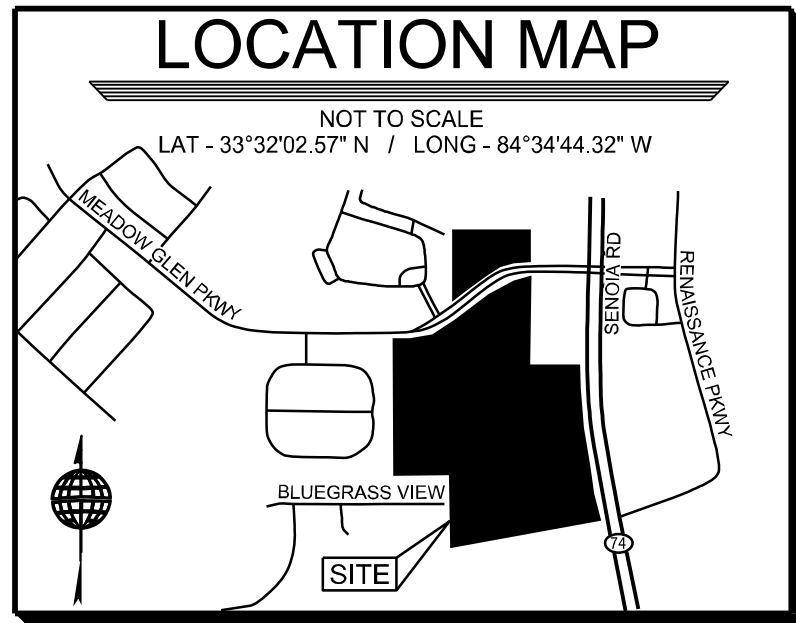 LOCATION MAP
NOT TO SCALE
LAT - 33°32'02.57" N / LONG - 84°34'44.32" W
MEADOW GLEN PKWY
SENOIA RD
RENAISSANCE PKWY
BLUEGRASS VIEW
74
SITE